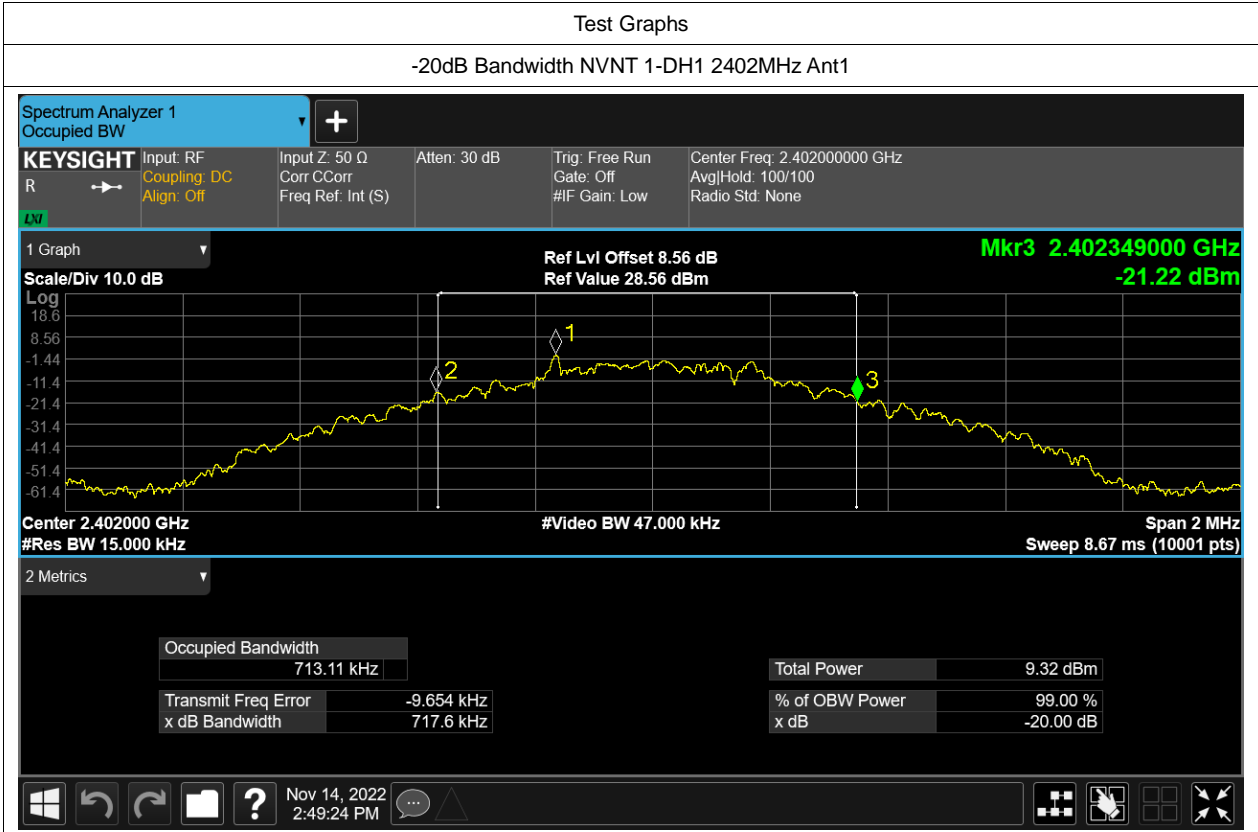 Test Graphs
-20dB Bandwidth NVNT 1-DH1 2402MHz Ant1
Spectrum Analyzer 1
Occupied BW
KEYSIGHT
R
LXI
Input: RF
Coupling: DC
Align: Off
Input Z: 50 Ω
Corr CCorr
Freq Ref: Int (S)
Atten: 30 dB
Trig: Free Run
Gate: Off
#IF Gain: Low
Center Freq: 2.402000000 GHz
Avg|Hold: 100/100
Radio Std: None
1 Graph
Scale/Div 10.0 dB
Ref Lvl Offset 8.56 dB
Ref Value 28.56 dBm
Mkr3 2.402349000 GHz
-21.22 dBm
Log
18.6
8.56
-1.44
-11.4
-21.4
-31.4
-41.4
-51.4
-61.4
1
2
3
Center 2.402000 GHz
#Res BW 15.000 kHz
#Video BW 47.000 kHz
Span 2 MHz
Sweep 8.67 ms (10001 pts)
2 Metrics
Occupied Bandwidth
713.11 kHz
Transmit Freq Error -9.654 kHz
x dB Bandwidth 717.6 kHz
Total Power 9.32 dBm
% of OBW Power 99.00 %
x dB -20.00 dB
?
Nov 14, 2022
2:49:24 PM